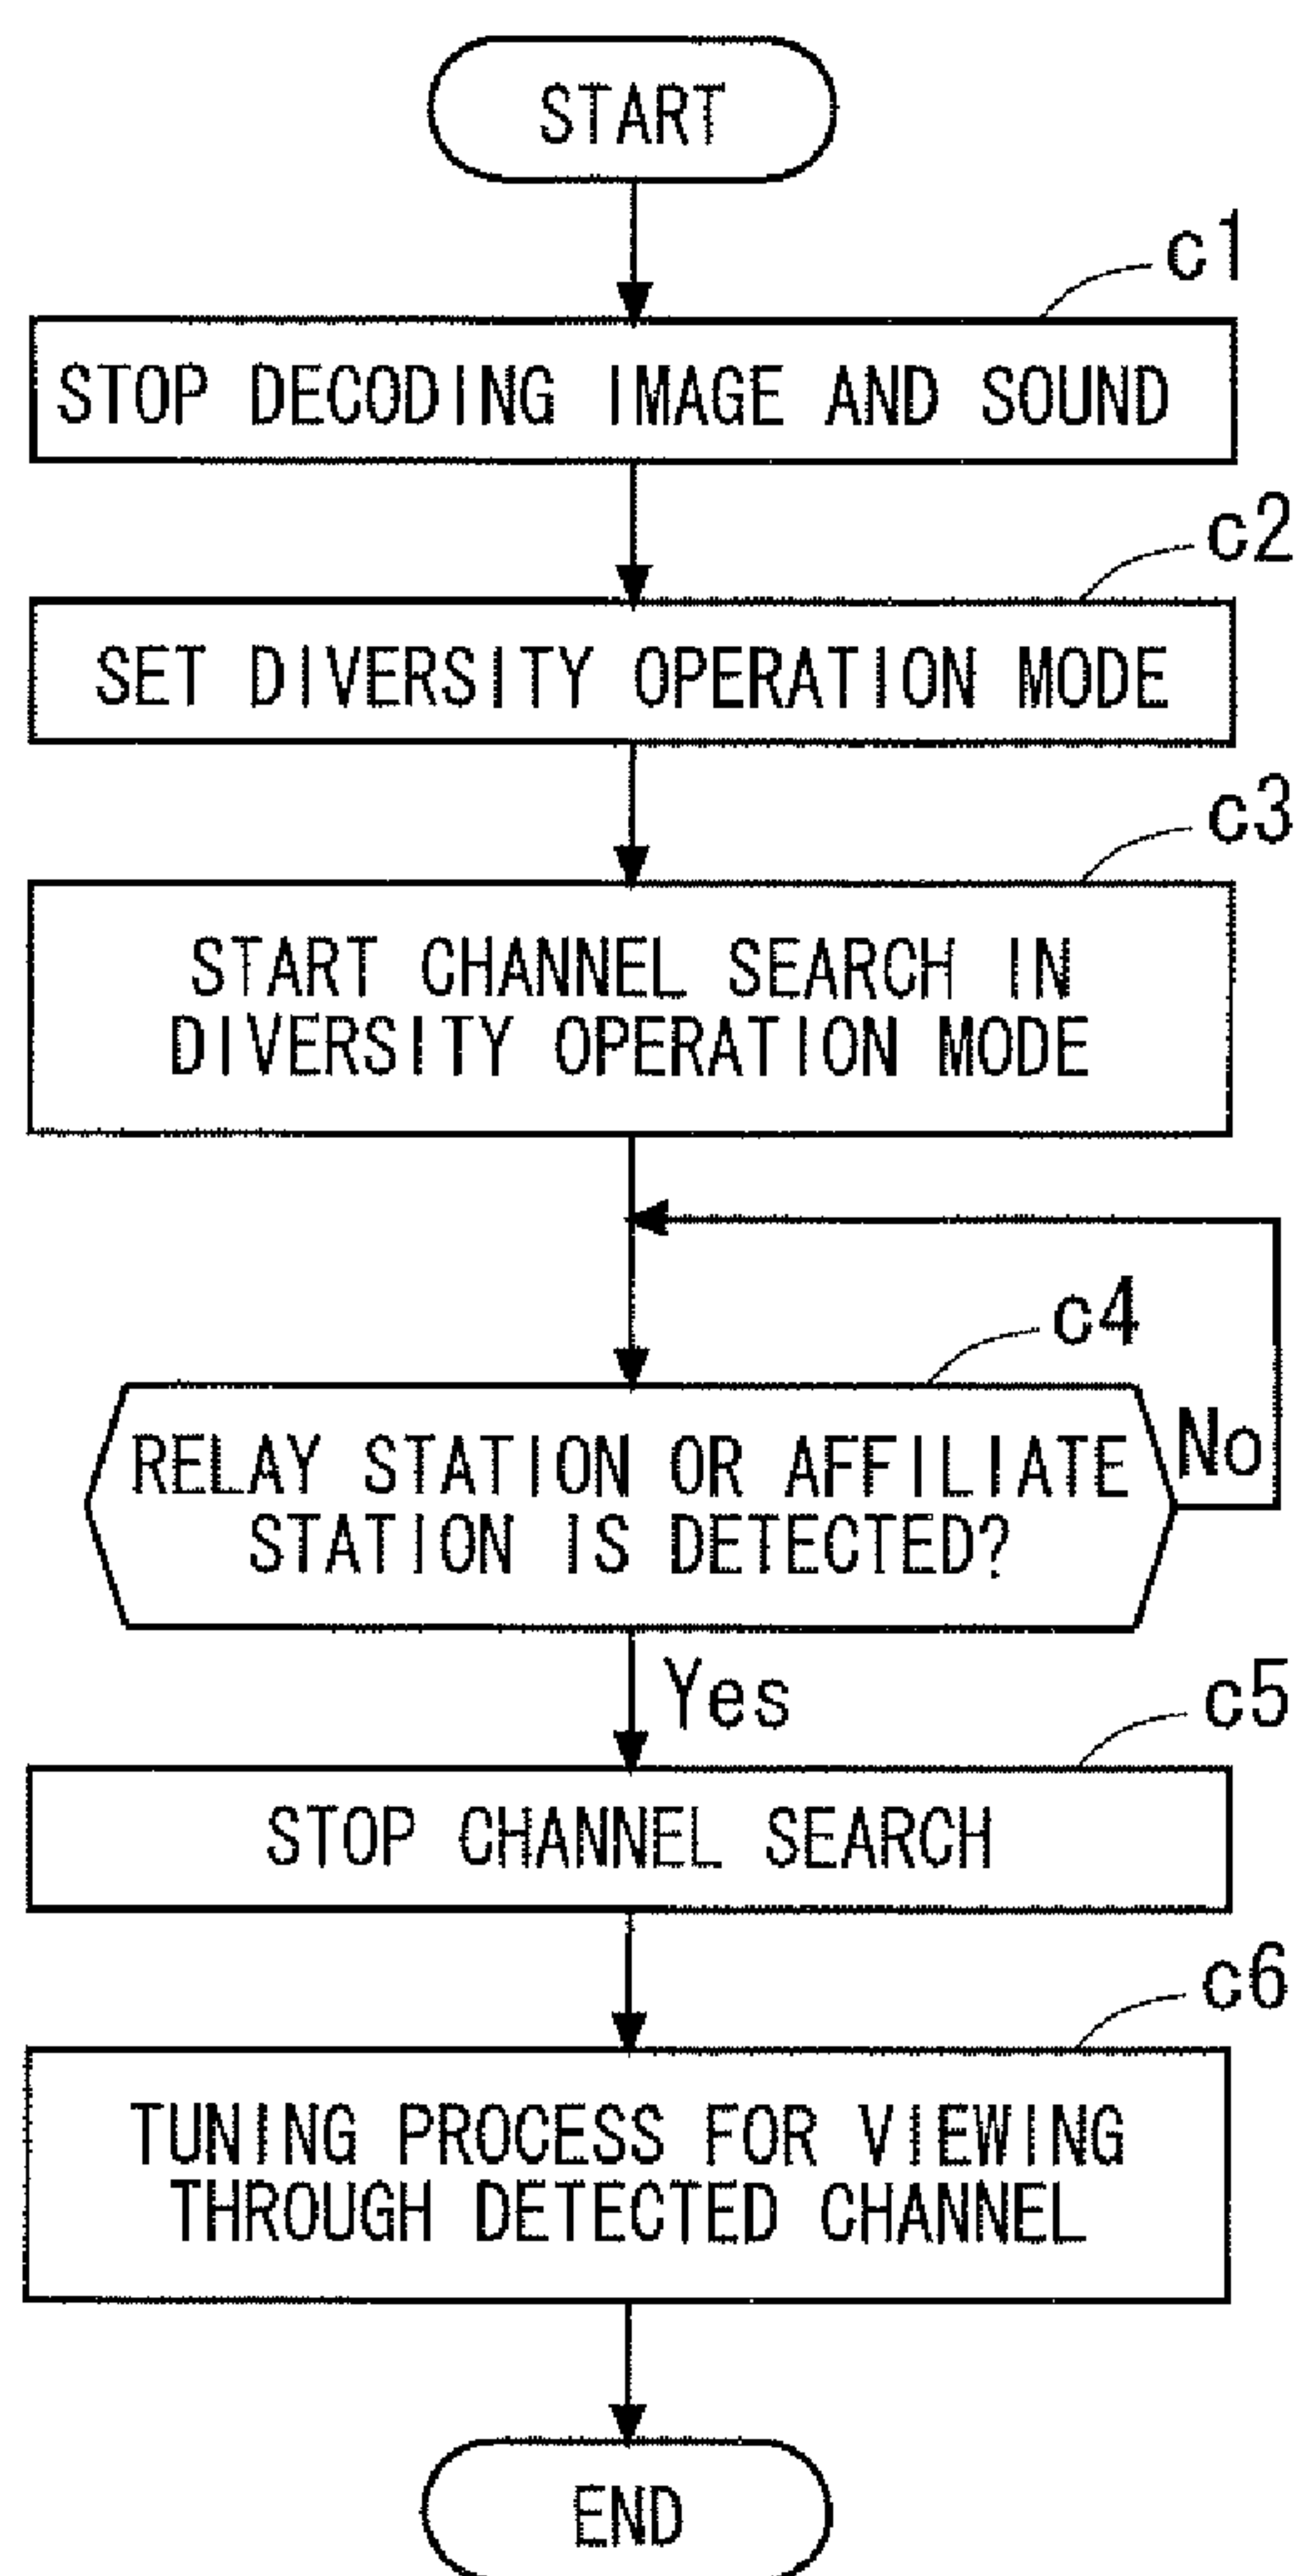 START
c1
STOP DECODING IMAGE AND SOUND
c2
SET DIVERSITY OPERATION MODE
c3
START CHANNEL SEARCH IN
DIVERSITY OPERATION MODE
c4
RELAY STATION OR AFFILIATE
STATION IS DETECTED?
No
Yes
c5
STOP CHANNEL SEARCH
c6
TUNING PROCESS FOR VIEWING
THROUGH DETECTED CHANNEL
END